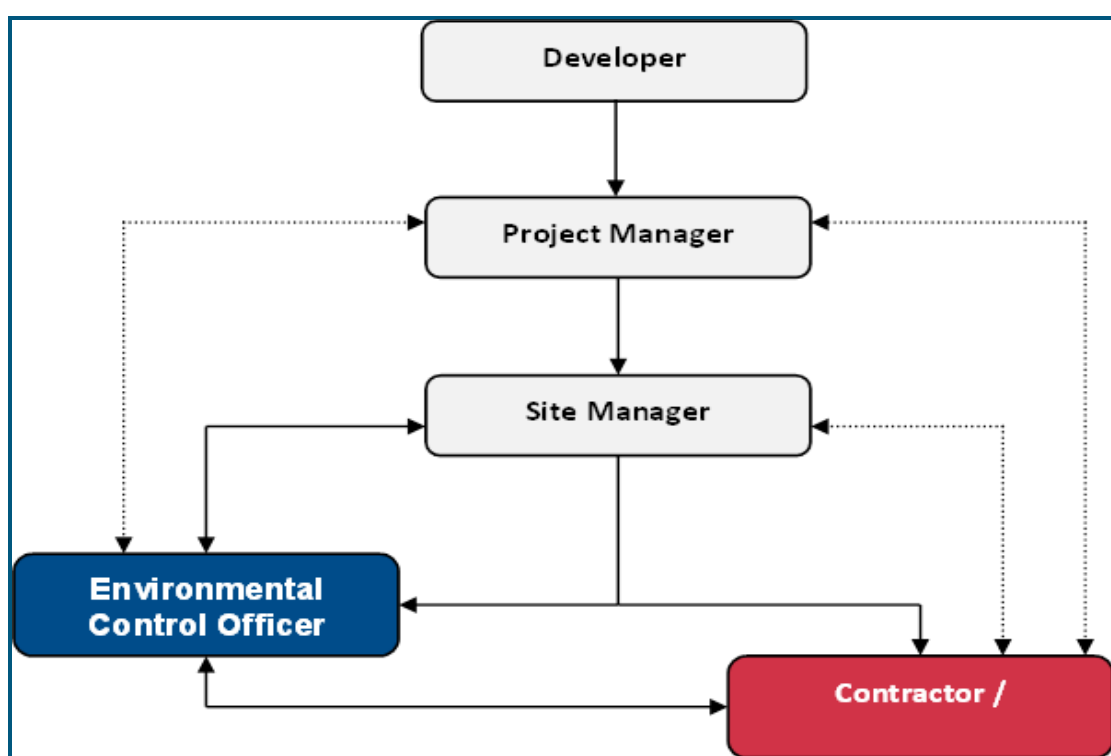 Developer
Project Manager
Site Manager
Environmental
Control Officer
Contractor /